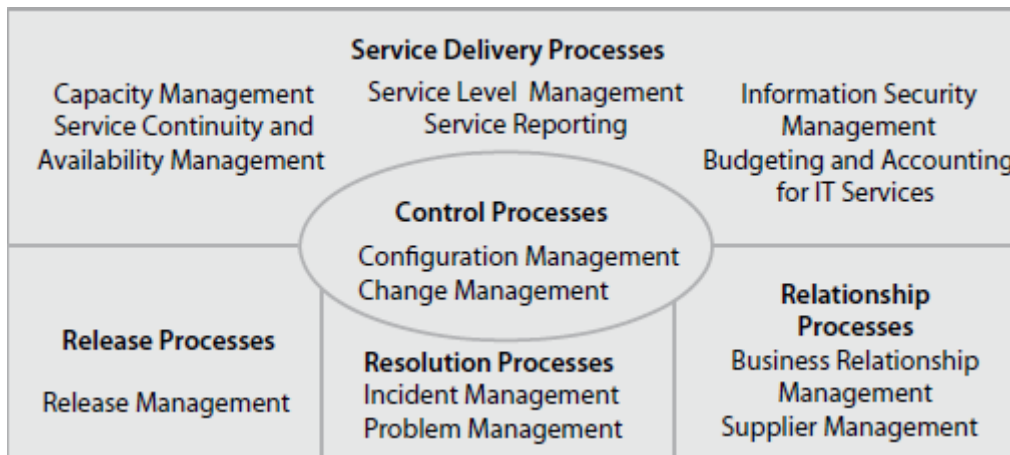 Service Delivery Processes
Capacity Management
Service Continuity and
Availability Management
Service Level Management
Service Reporting
Information Security
Management
Budgeting and Accounting
for IT Services
Control Processes
Configuration Management
Change Management
Release Processes
Release Management
Resolution Processes
Incident Management
Problem Management
Relationship
Processes
Business Relationship
Management
Supplier Management